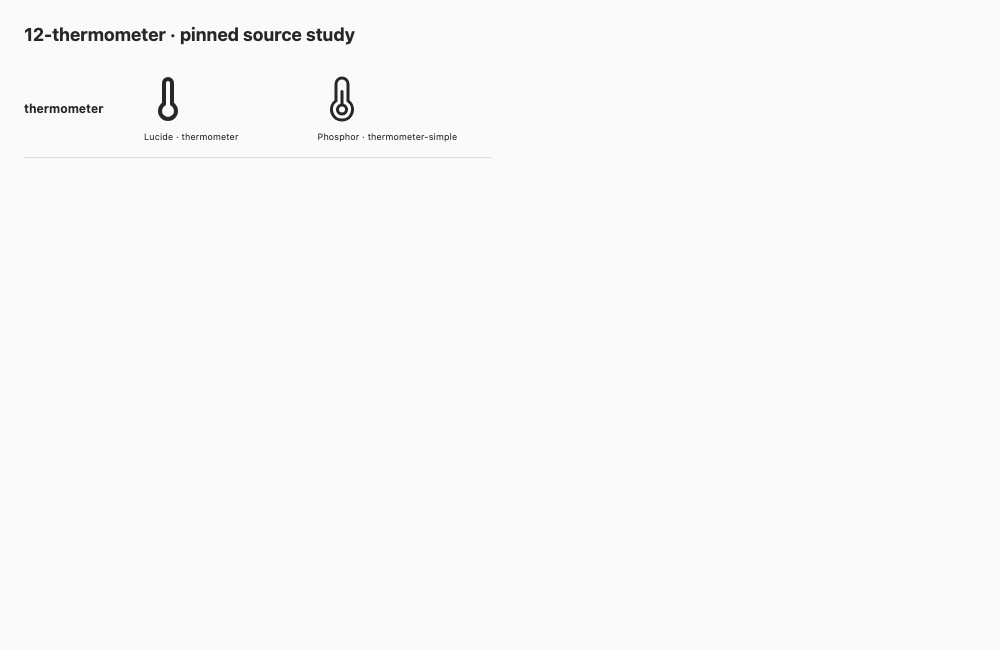 12-thermometer · pinned source study
thermometer
Lucide · thermometer
Phosphor · thermometer-simple